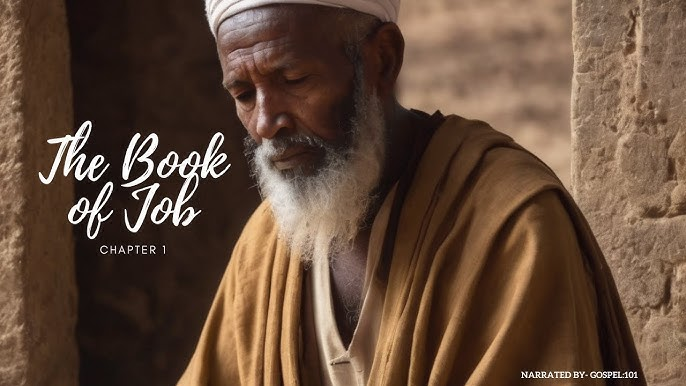 The Book
of Job
CHAPTER 1
NARRATED BY- GOSPEL:101